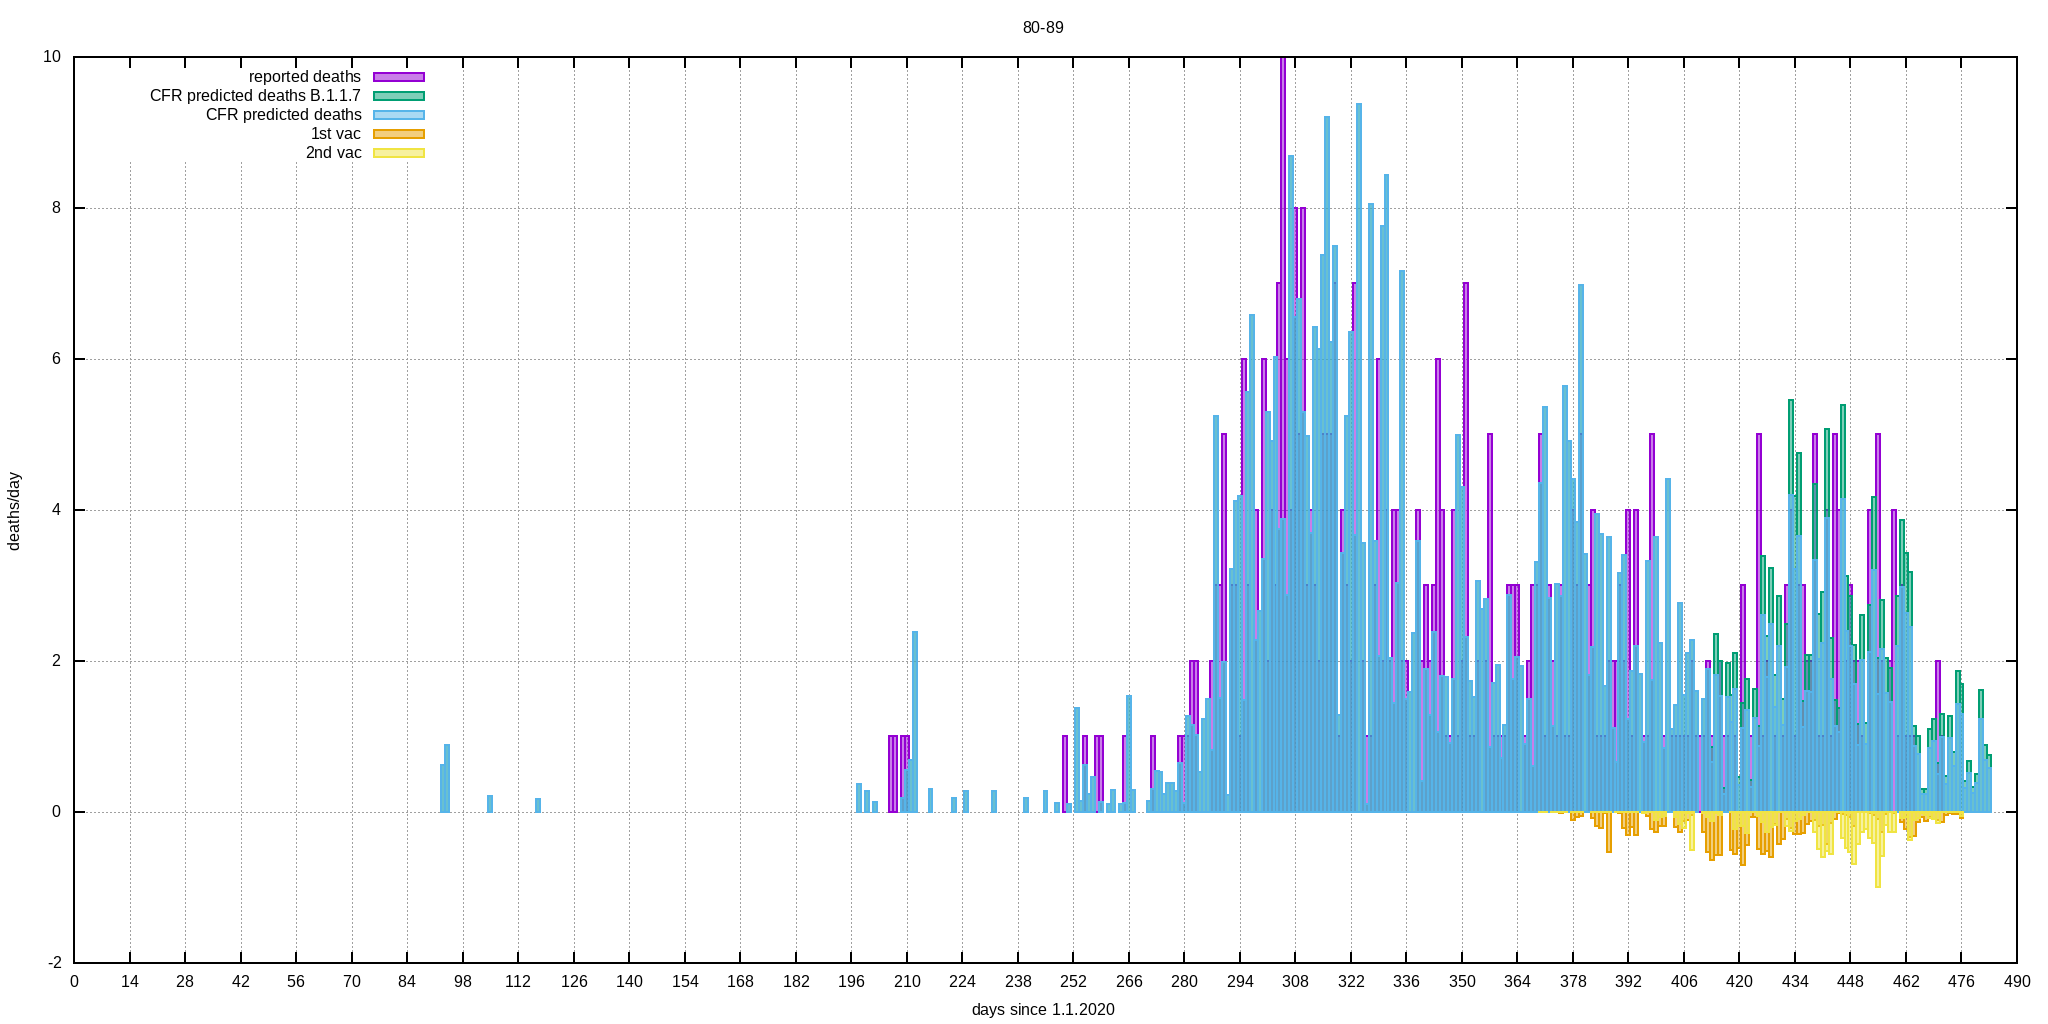 80-89
10
8
6
4
2
0
-2
deaths/day
reported deaths
CFR predicted deaths B.1.1.7
CFR predicted deaths
1st vac
2nd vac
0 14 28 42 56 70 84 98 112 126 140 154 168 182 196 210 224 238 252 266 280 294 308 322 336 350 364 378 392 406 420 434 448 462 476 490
days since 1.1.2020